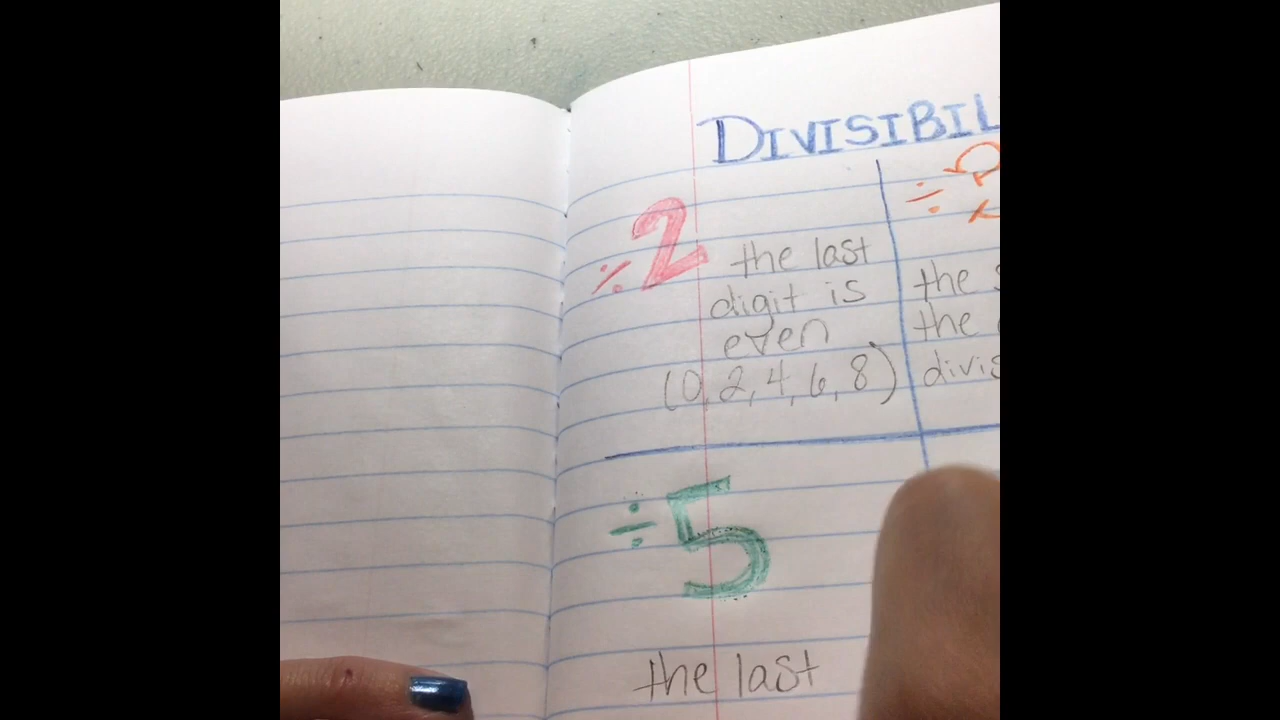 DIVISIBIL
÷2
the last
digit is
even
(0, 2, 4, 6, 8)
÷
the s
the
divis
÷5
the last